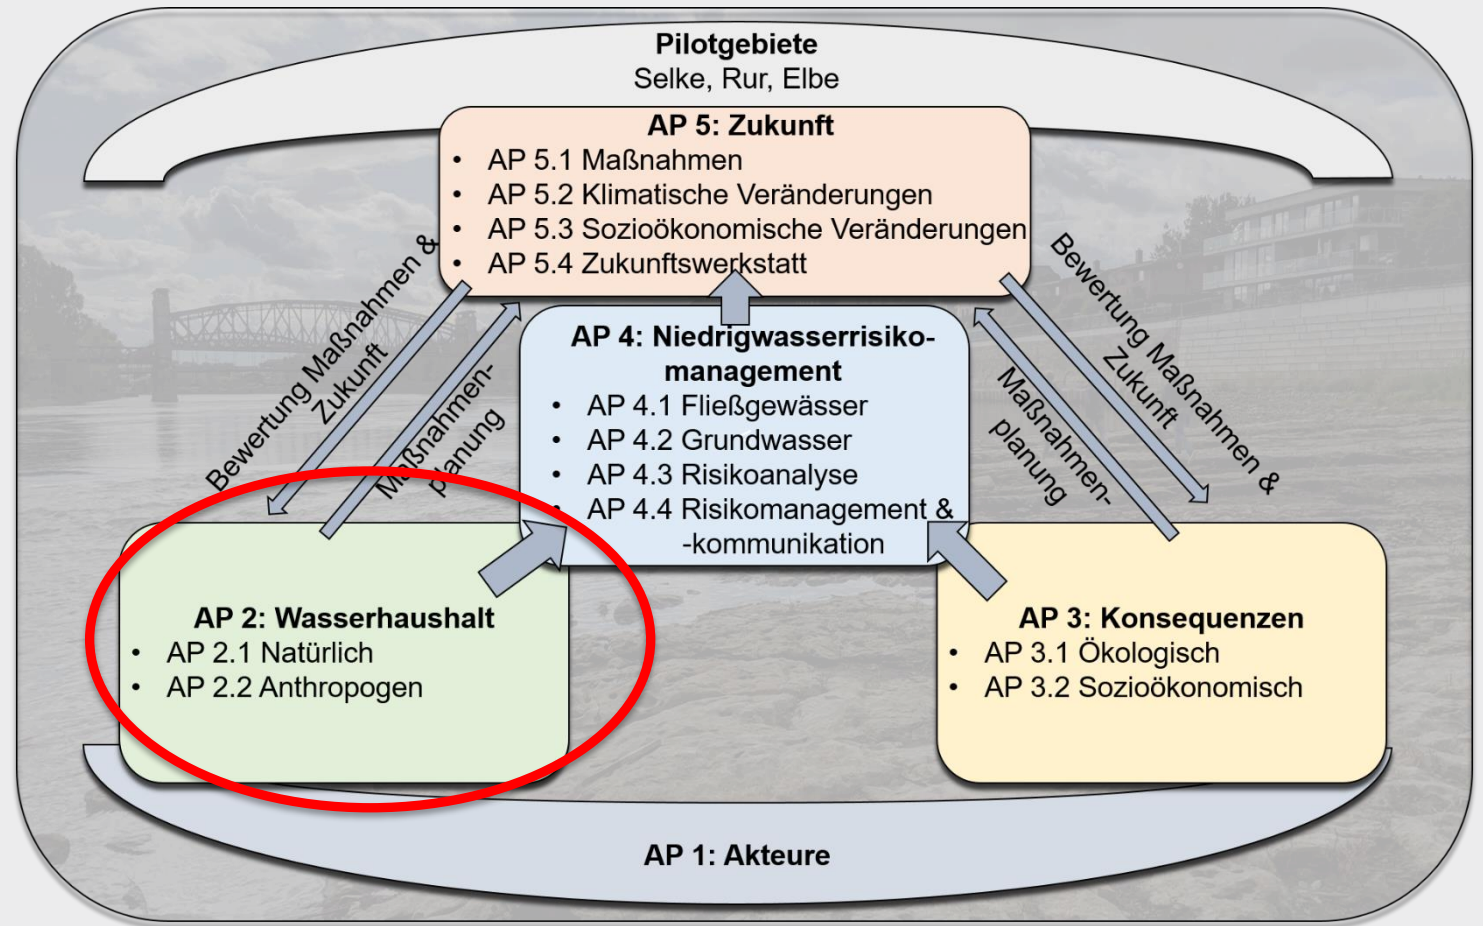 Pilotgebiete
Selke, Rur, Elbe
AP 5: Zukunft
• AP 5.1 Maßnahmen
• AP 5.2 Klimatische Veränderungen
• AP 5.3 Sozioökonomische Veränderungen
• AP 5.4 Zukunftswerkstatt
Bewertung Maßnahmen &
Zukunft
Maßnahmen-
planung
AP 4: Niedrigwasserrisiko-
management
• AP 4.1 Fließgewässer
• AP 4.2 Grundwasser
• AP 4.3 Risikoanalyse
• AP 4.4 Risikomanagement &
-kommunikation
Bewertung Maßnahmen &
Zukunft
Maßnahmen-
planung
AP 2: Wasserhaushalt
• AP 2.1 Natürlich
• AP 2.2 Anthropogen
AP 3: Konsequenzen
• AP 3.1 Ökologisch
• AP 3.2 Sozioökonomisch
AP 1: Akteure